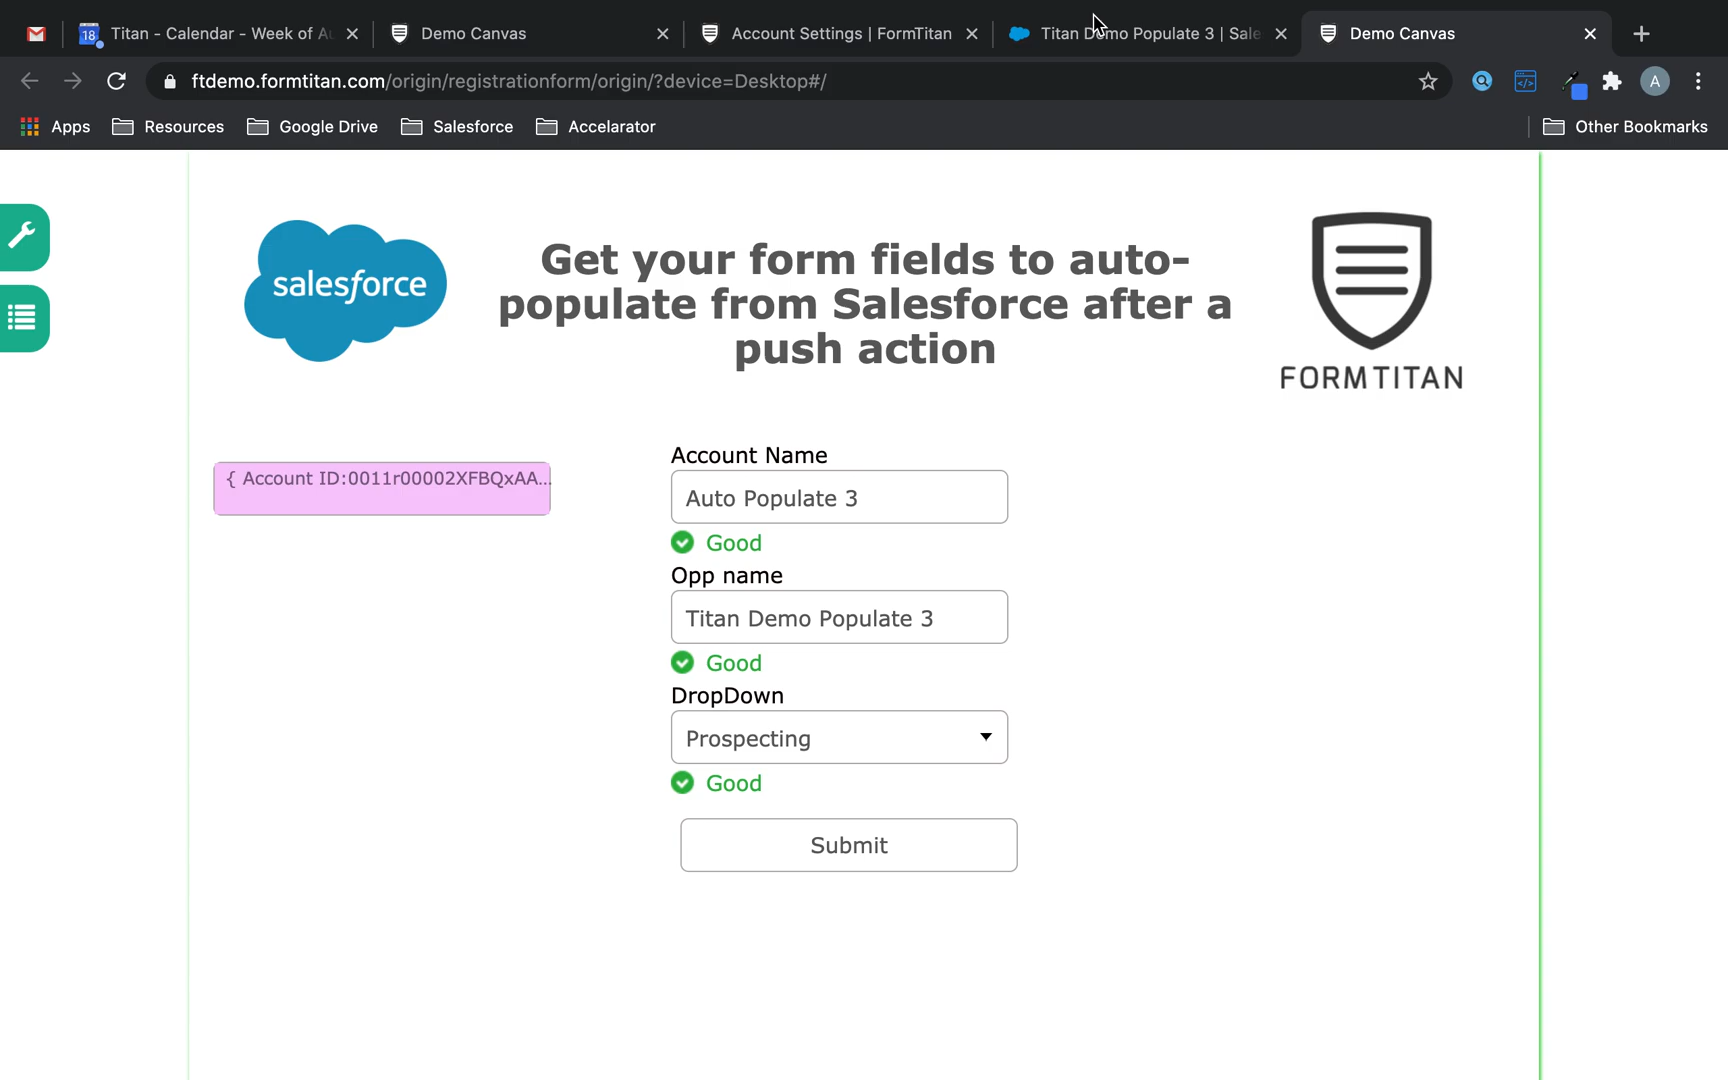 18 Titan - Calendar - Week of Au
Demo Canvas
Account Settings | FormTitan
Titan Demo Populate 3 | Sale
Demo Canvas
ftdemo.formtitan.com/origin/registrationform/origin/?device=Desktop#/
A
Apps
Resources
Google Drive
Salesforce
Accelarator
Other Bookmarks
salesforce
Get your form fields to auto-
populate from Salesforce after a
push action
FORMTITAN
{ Account ID:0011r00002XFBQxAA...
Account Name
Auto Populate 3
Good
Opp name
Titan Demo Populate 3
Good
DropDown
Prospecting
Good
Submit